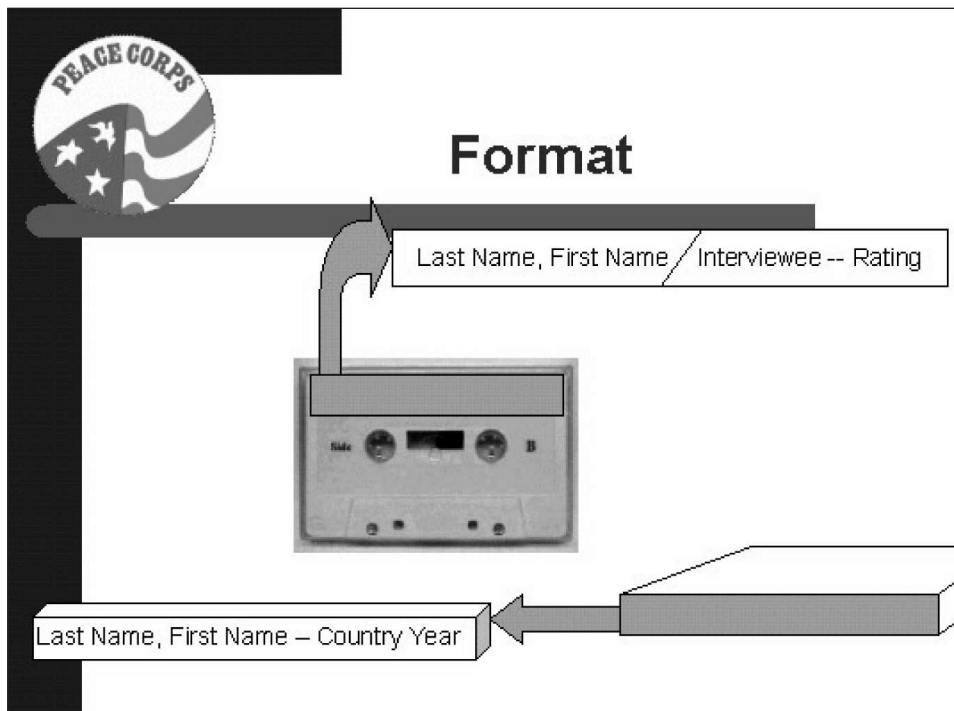 PEACE CORPS
Format
Last Name, First Name / Interviewee -- Rating
Side B
Last Name, First Name – Country Year